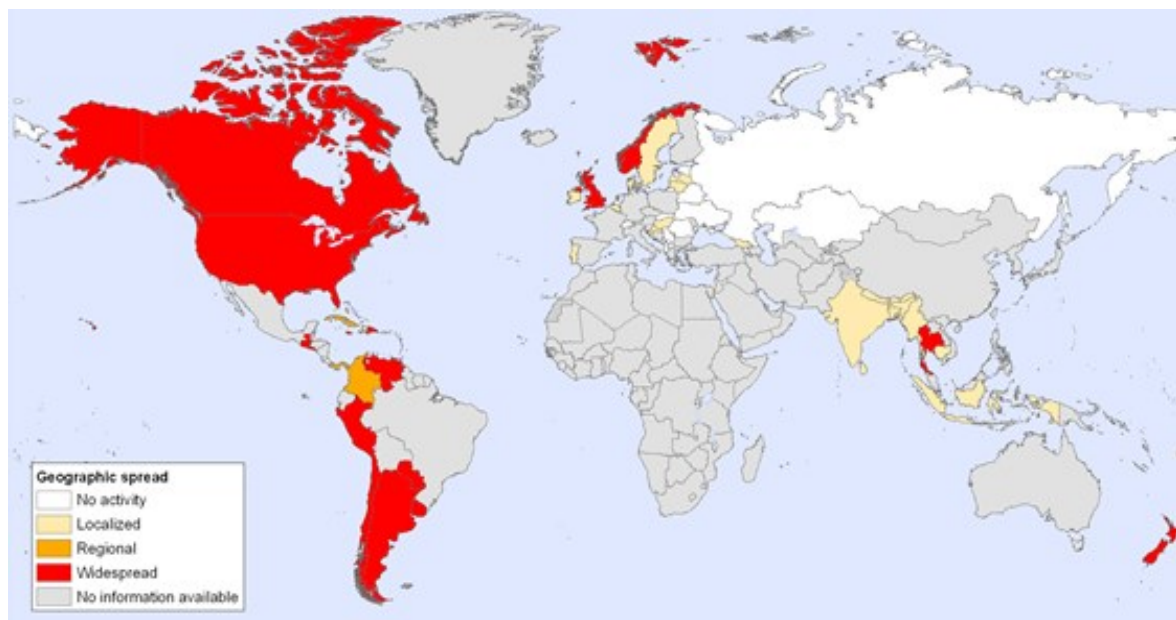 Geographic spread
No activity
Localized
Regional
Widespread
No information available